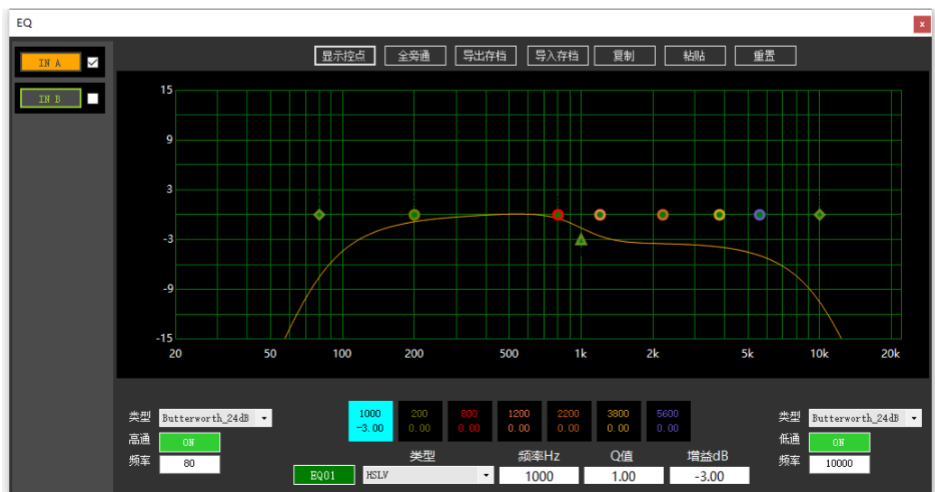 EQ
x
IN A
IN B
显示控点 全旁通 导出存档 导入存档 复制 粘贴 重置
15
9
3
-3
-9
-15
20 50 100 200 500 1k 2k 5k 10k 20k
类型 Butterworth_24dB
高通 ON
频率 80
1000 200 800 1200 2200 3800 5600
-3.00 0.00 0.00 0.00 0.00 0.00 0.00
类型 频率Hz Q值 增益dB
EQ01 HSLV 1000 1.00 -3.00
类型 Butterworth_24dB
低通 ON
频率 10000